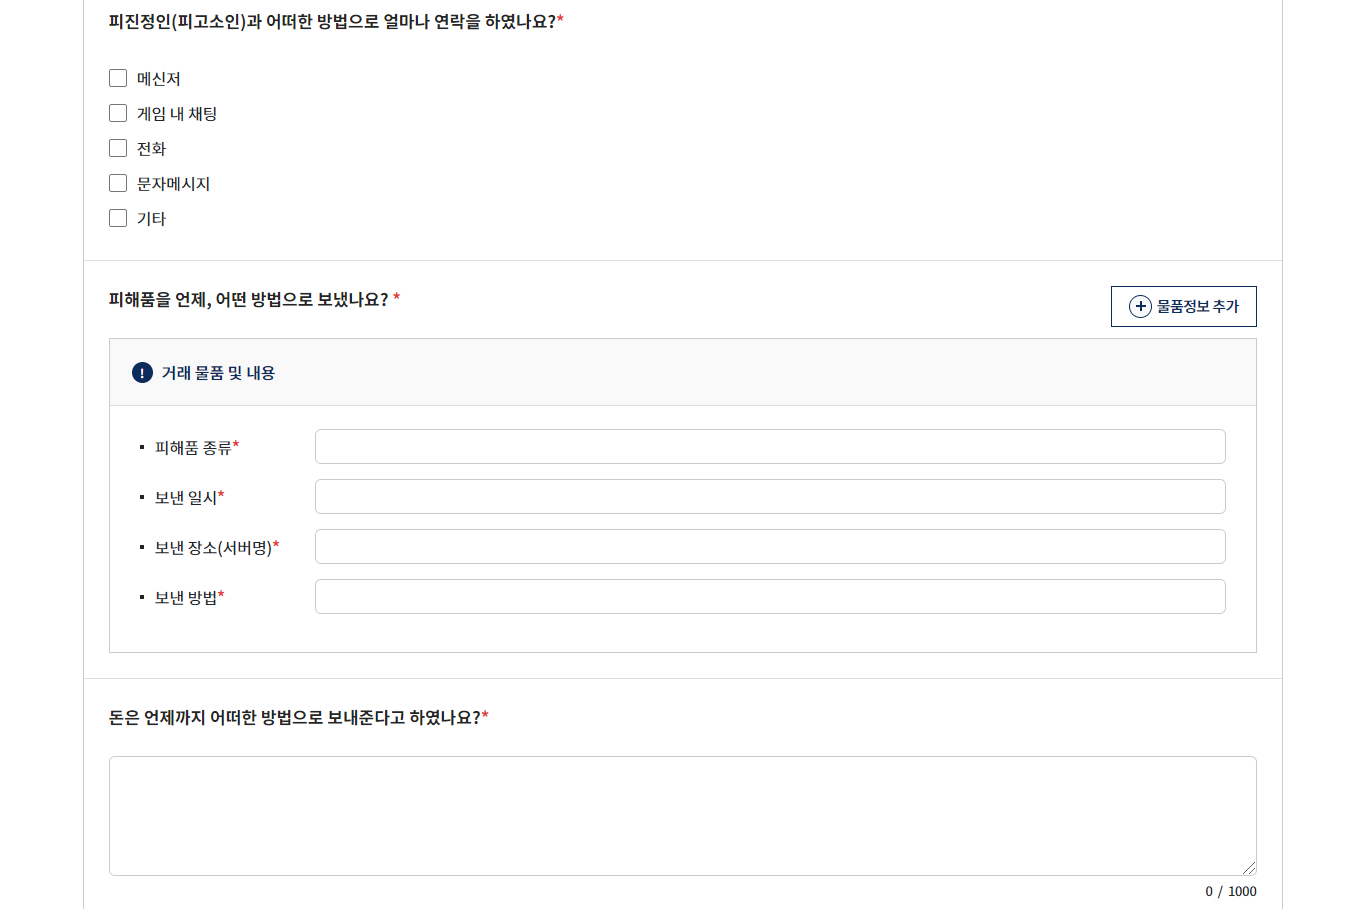 피진정인(피고소인)과 어떠한 방법으로 얼마나 연락을 하였나요?*
메신저
게임 내 채팅
전화
문자메시지
기타
피해품을 언제, 어떤 방법으로 보냈나요? *
물품정보 추가
거래 물품 및 내용
피해품 종류*
보낸 일시*
보낸 장소(서버명)*
보낸 방법*
돈은 언제까지 어떠한 방법으로 보내준다고 하였나요?*
0 / 1000